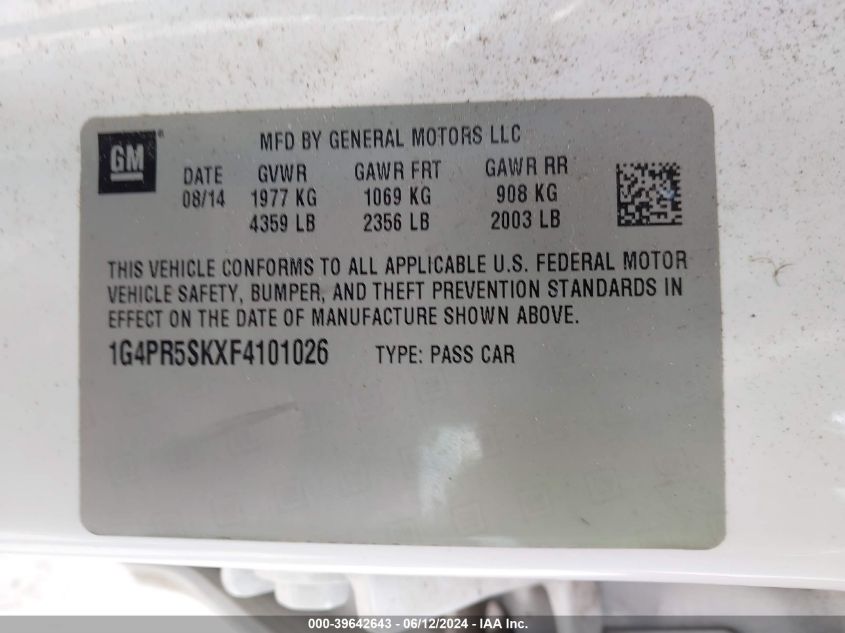 GM®
MFD BY GENERAL MOTORS LLC
DATE GVWR GAWR FRT GAWR RR
08/14 1977 KG 1069 KG 908 KG
4359 LB 2356 LB 2003 LB
THIS VEHICLE CONFORMS TO ALL APPLICABLE U.S. FEDERAL MOTOR
VEHICLE SAFETY, BUMPER, AND THEFT PREVENTION STANDARDS IN
EFFECT ON THE DATE OF MANUFACTURE SHOWN ABOVE.
1G4PR5SKXF4101026 TYPE: PASS CAR
000-39642643 - 06/12/2024 - IAA Inc.